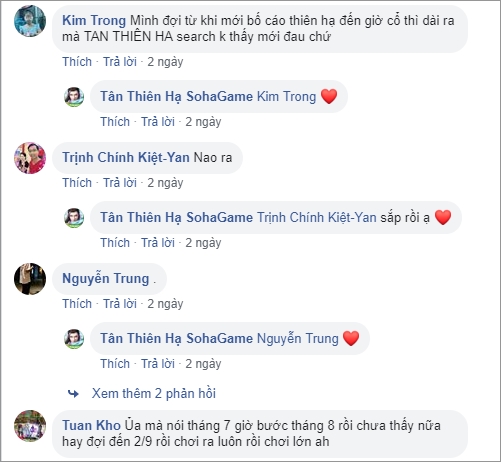 Kim Trong Mình đợi từ khi mới bố cáo thiên hạ đến giờ cổ thì dài ra
mà TAN THIÊN HA search k thấy mới đau chứ
Thích · Trả lời · 2 ngày
Tân Thiên Hạ SohaGame Kim Trong ❤️
Thích · Trả lời · 2 ngày
Trịnh Chính Kiệt-Yan Nao ra
Thích · Trả lời · 2 ngày
Tân Thiên Hạ SohaGame Trịnh Chính Kiệt-Yan sắp rồi ạ ❤️
Thích · Trả lời · 2 ngày
Nguyễn Trung .
Thích · Trả lời · 2 ngày
Tân Thiên Hạ SohaGame Nguyễn Trung ❤️
Thích · Trả lời · 2 ngày
Xem thêm 2 phản hồi
Tuan Kho Ủa mà nói tháng 7 giờ bước tháng 8 rồi chưa thấy nữa
hay đợi đến 2/9 rồi chơi ra luôn rồi chơi lớn ah